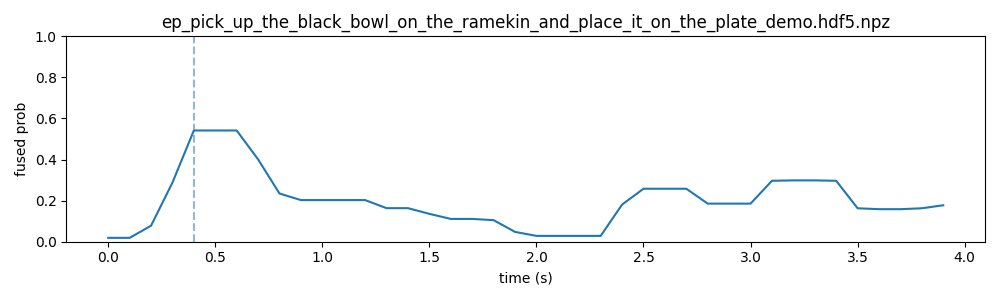 ep_pick_up_the_black_bowl_on_the_ramekin_and_place_it_on_the_plate_demo.hdf5.npz
1.0
0.8
0.6
0.4
0.2
0.0
fused prob
0.0 0.5 1.0 1.5 2.0 2.5 3.0 3.5 4.0
time (s)